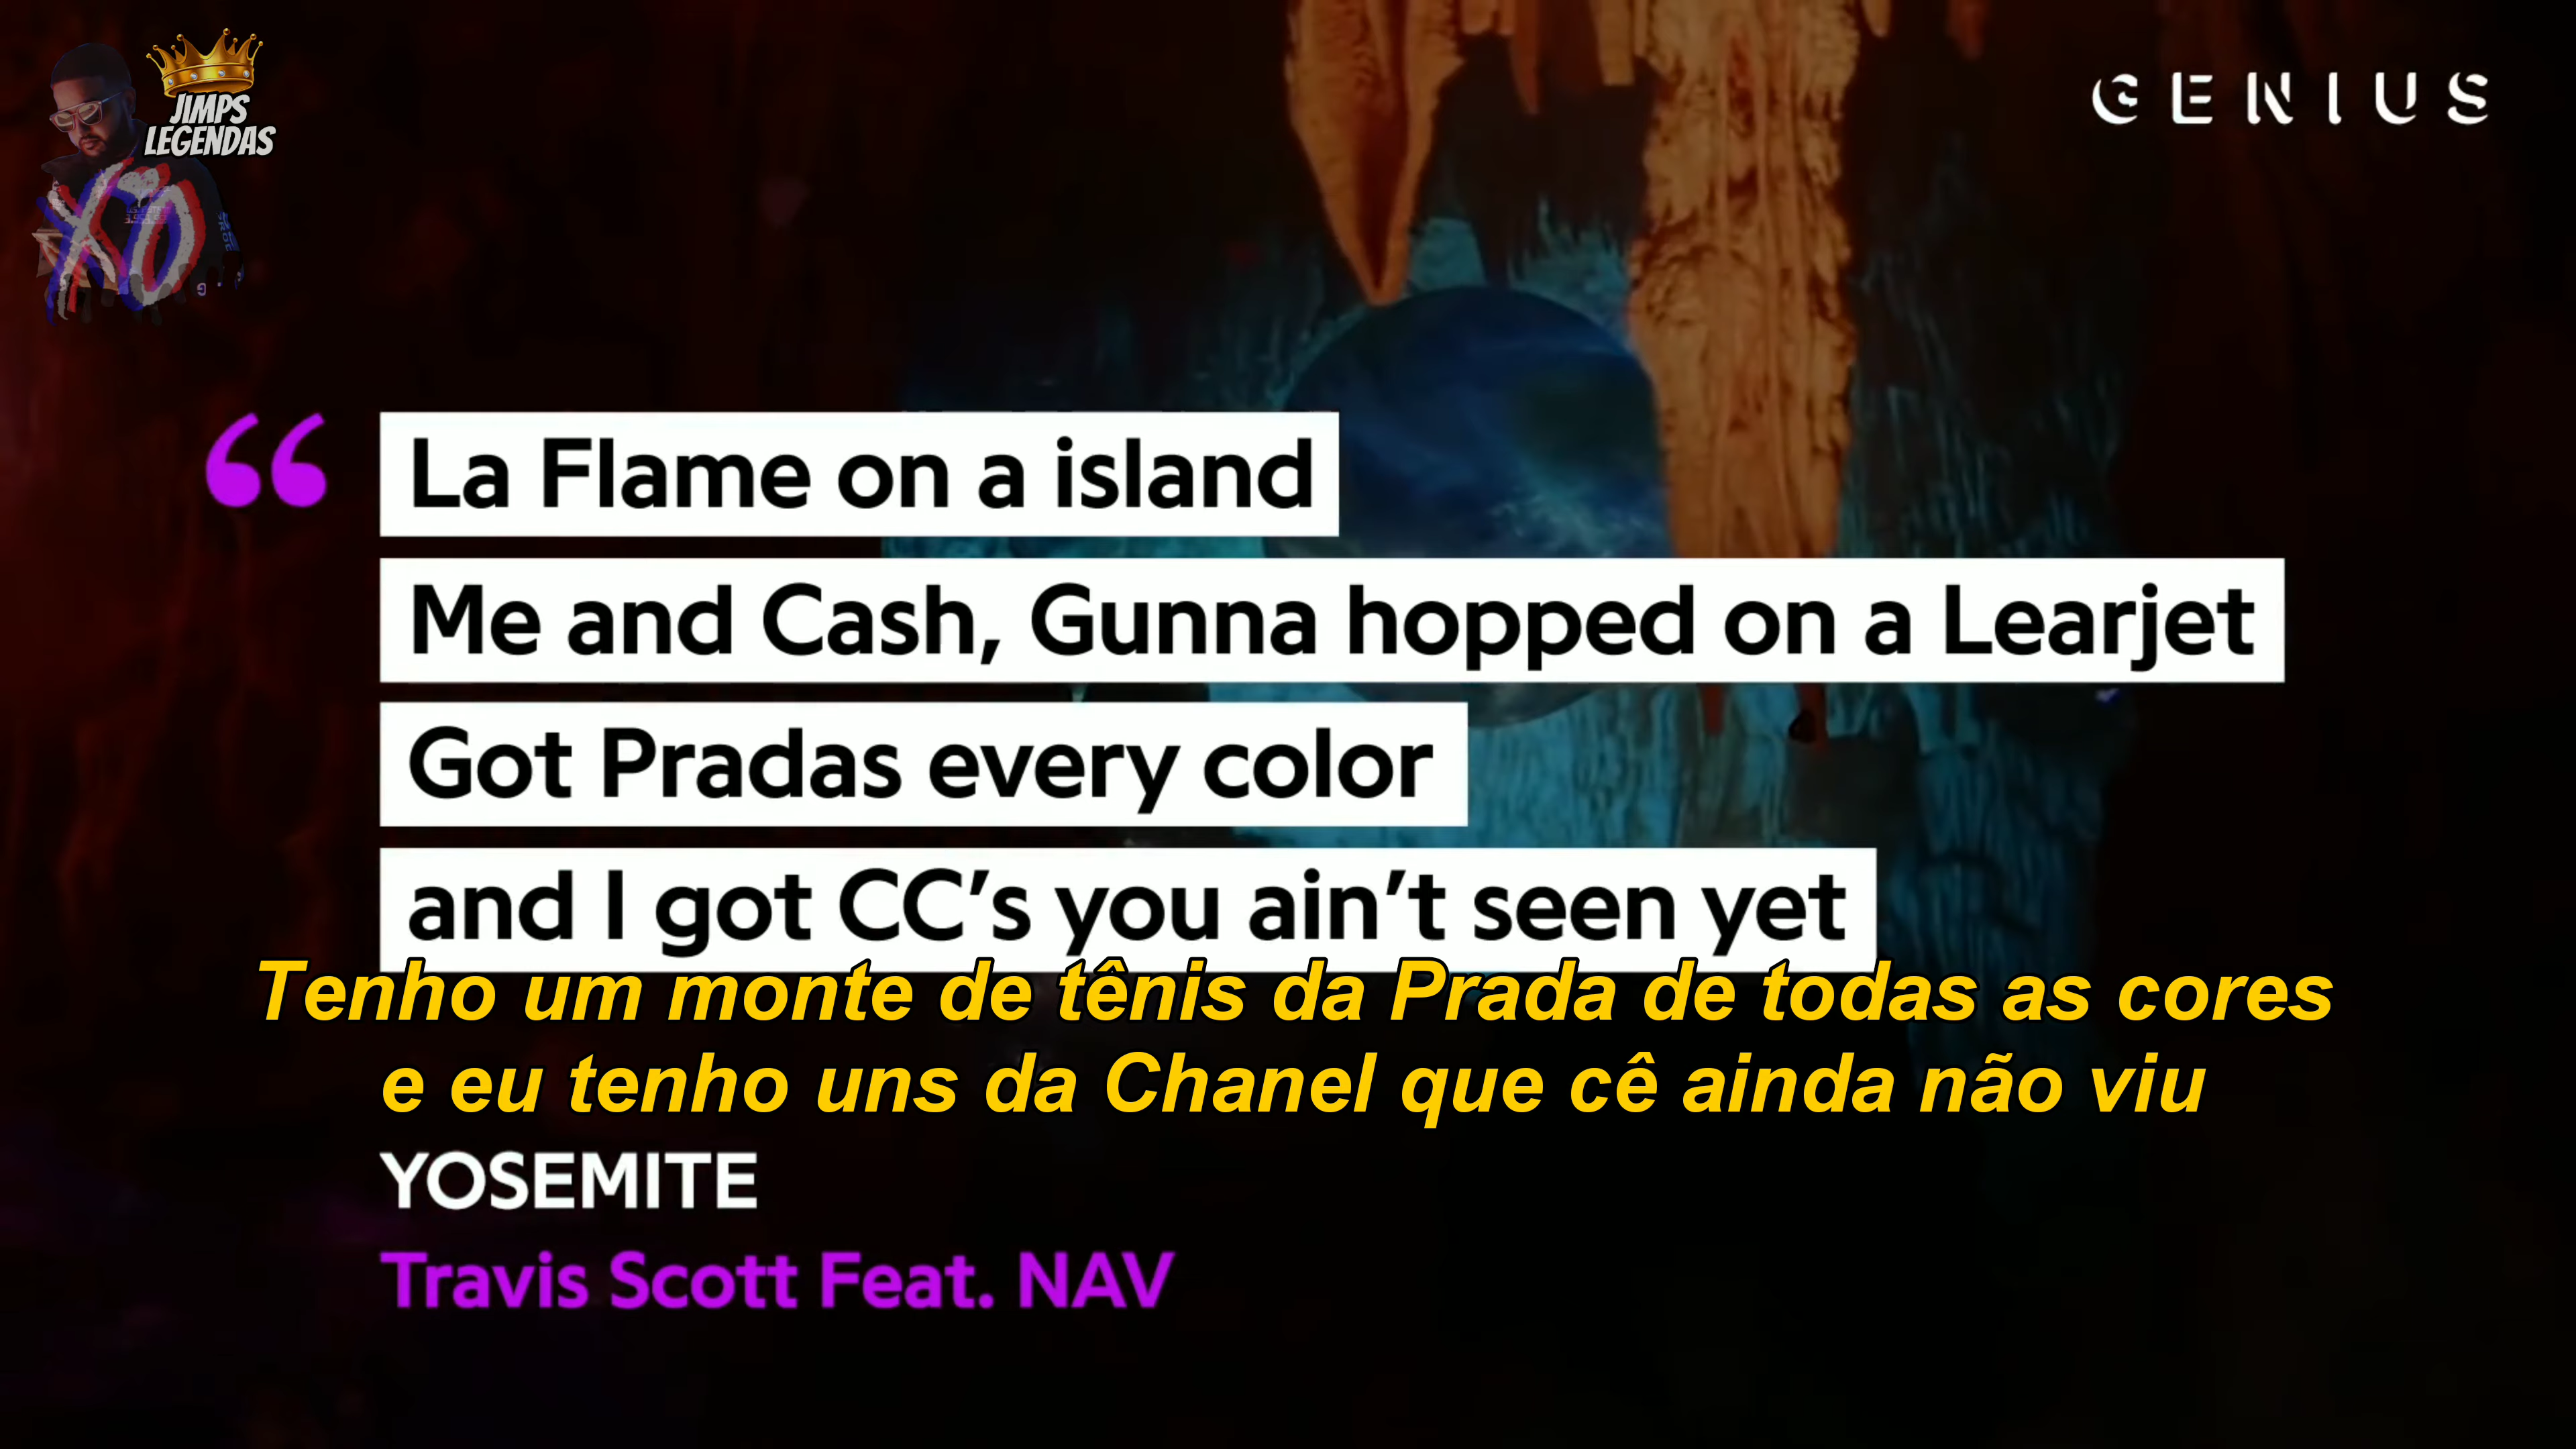 JIMPS
LEGENDAS
XO
GENIUS
“
La Flame on a island
Me and Cash, Gunna hopped on a Learjet
Got Pradas every color
and I got CC’s you ain’t seen yet
Tenho um monte de tênis da Prada de todas as cores
e eu tenho uns da Chanel que cê ainda não viu
YOSEMITE
Travis Scott Feat. NAV